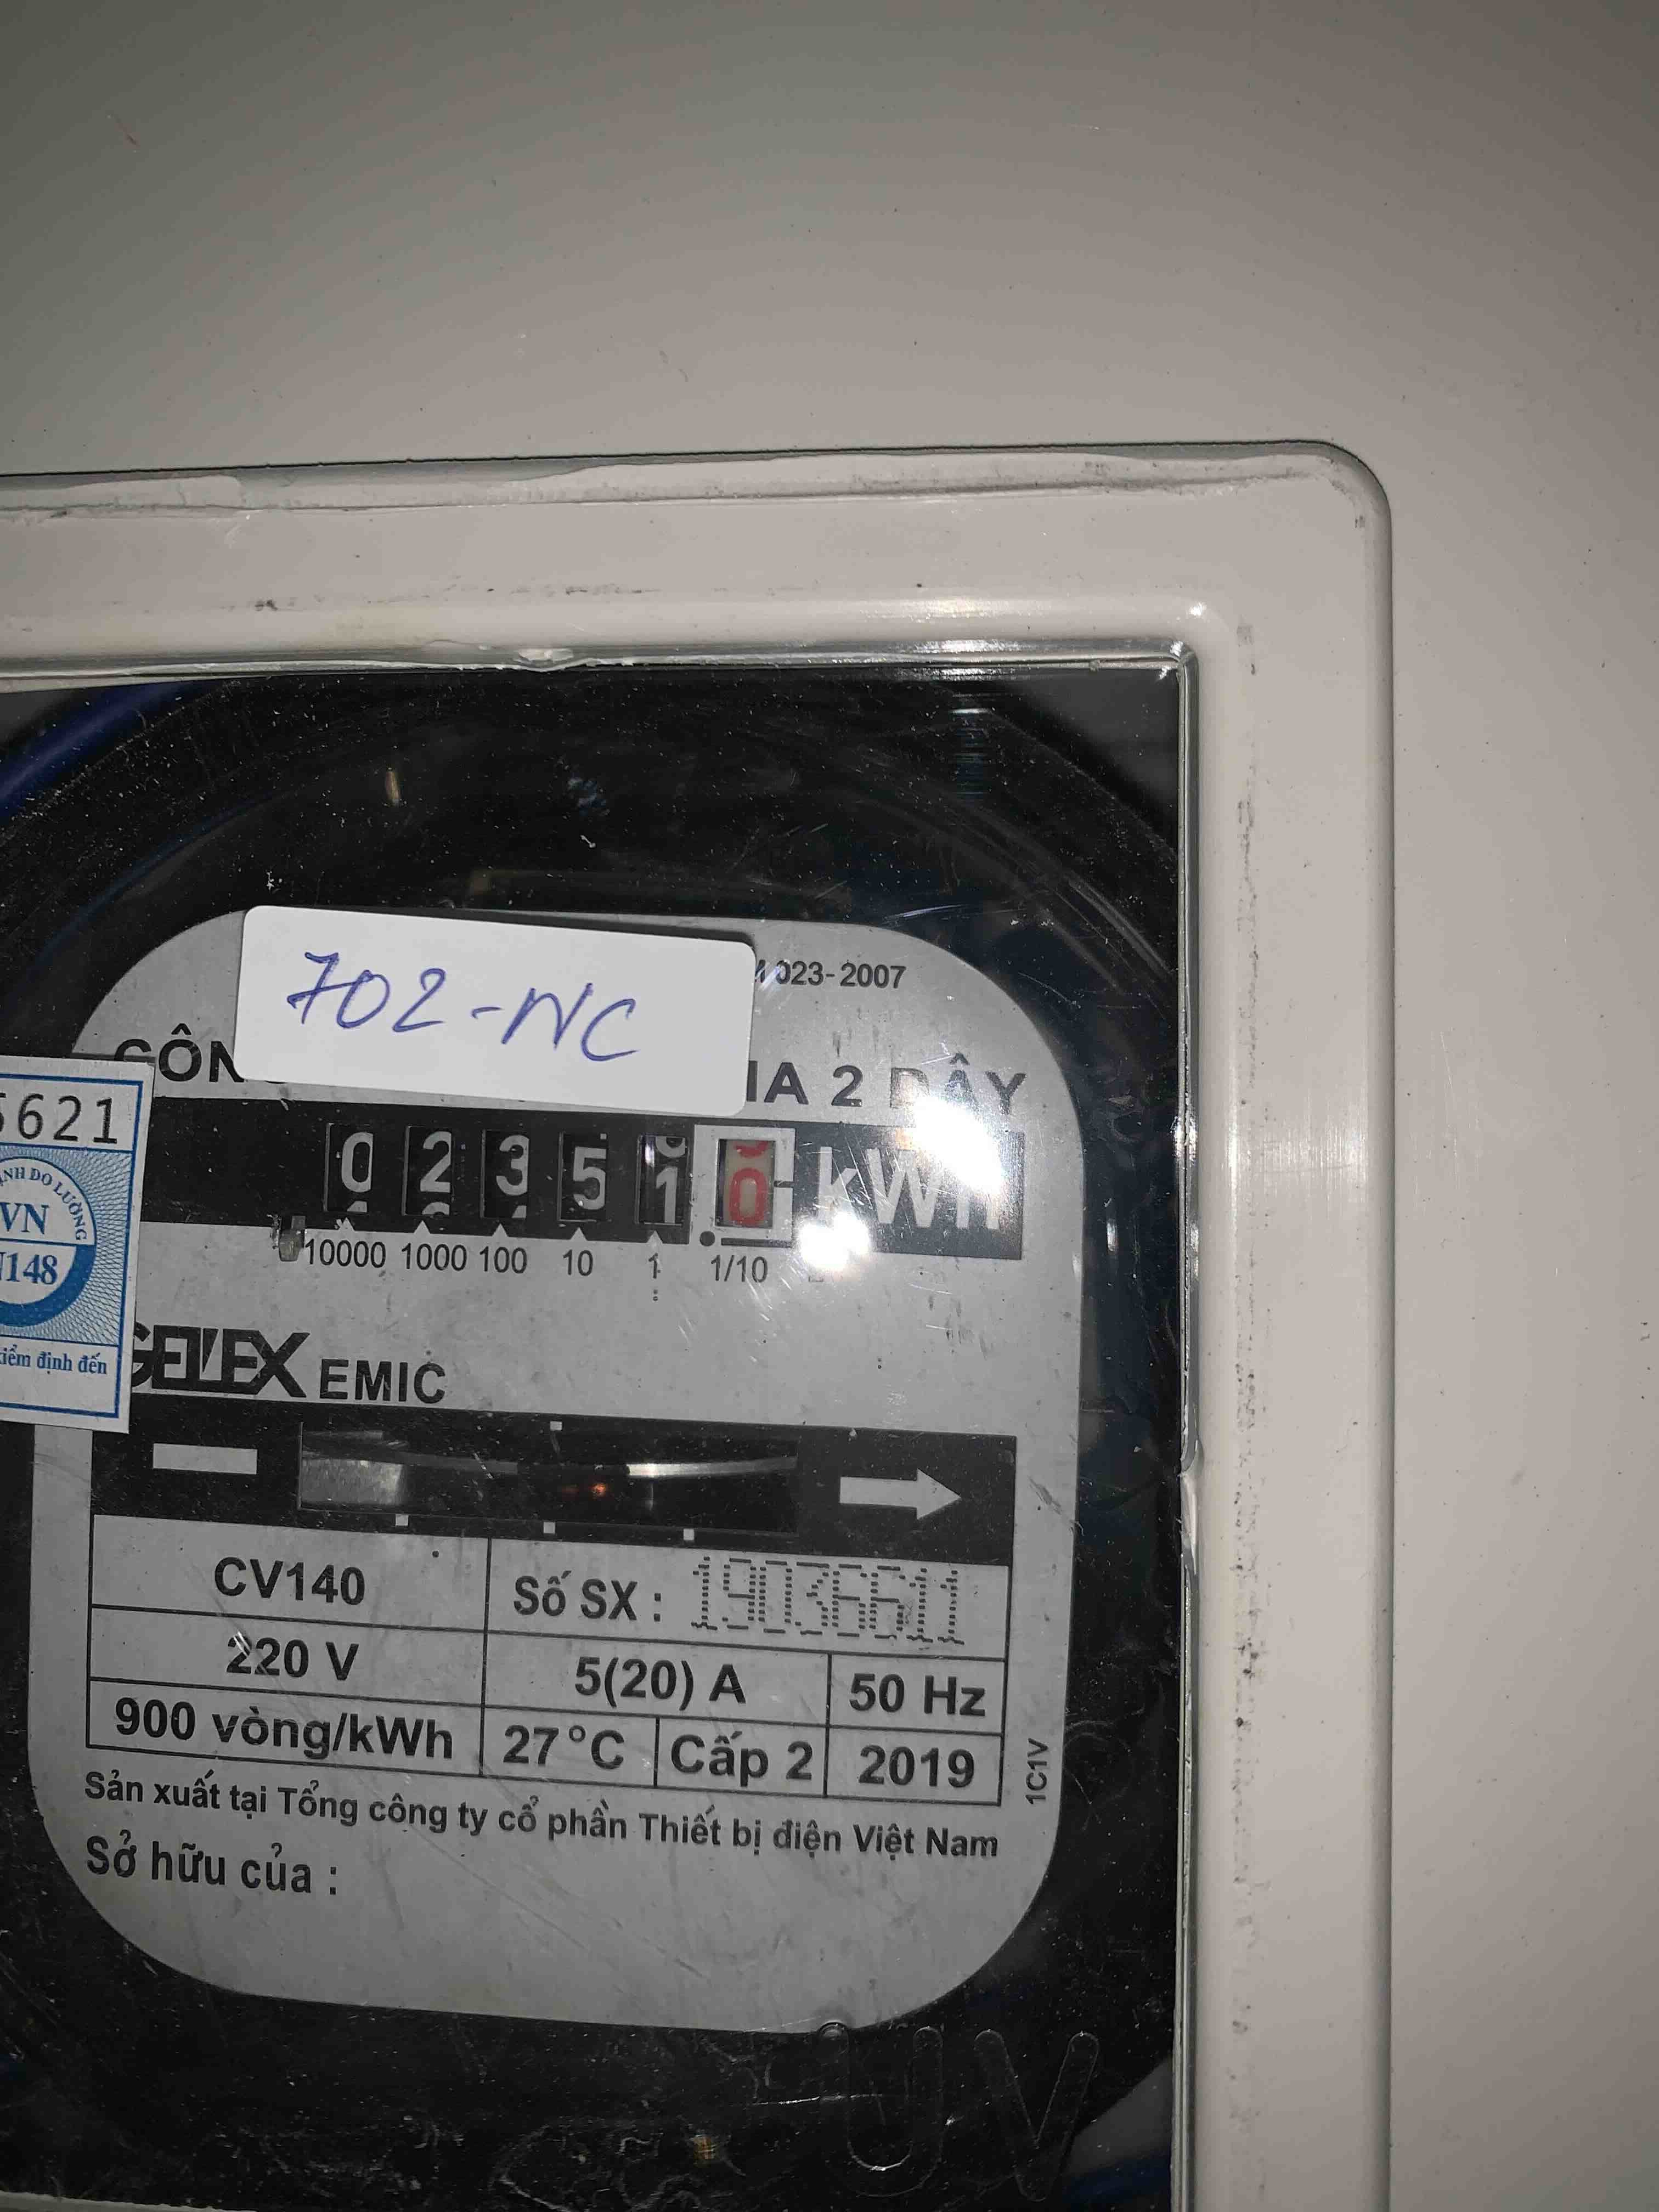 702-NC
023-2007
CÔN
IA 2 DÂY
5621
VN
148
kiểm định đến
0 2 3 5 1 0 kWh
10000 1000 100 10 1 1/10
GELEX EMIC
CV140
Số SX : 19036611
220 V
5(20) A
50 Hz
900 vòng/kWh
27°C
Cấp 2
2019
1C1V
Sản xuất tại Tổng công ty cổ phần Thiết bị điện Việt Nam
Sở hữu của :
UV